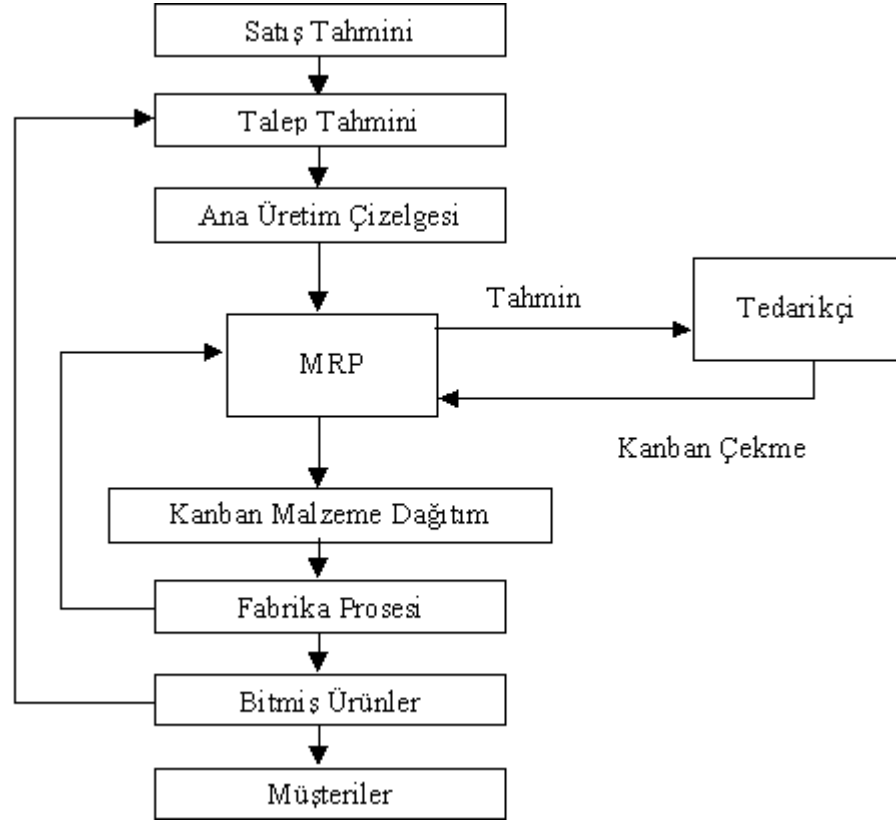 Satış Tahmini
Talep Tahmini
Ana Üretim Çizelgesi
Tahmin
Tedarikçi
MRP
Kanban Çekme
Kanban Malzeme Dağıtım
Fabrika Prosesi
Bitmiş Ürünler
Müşteriler